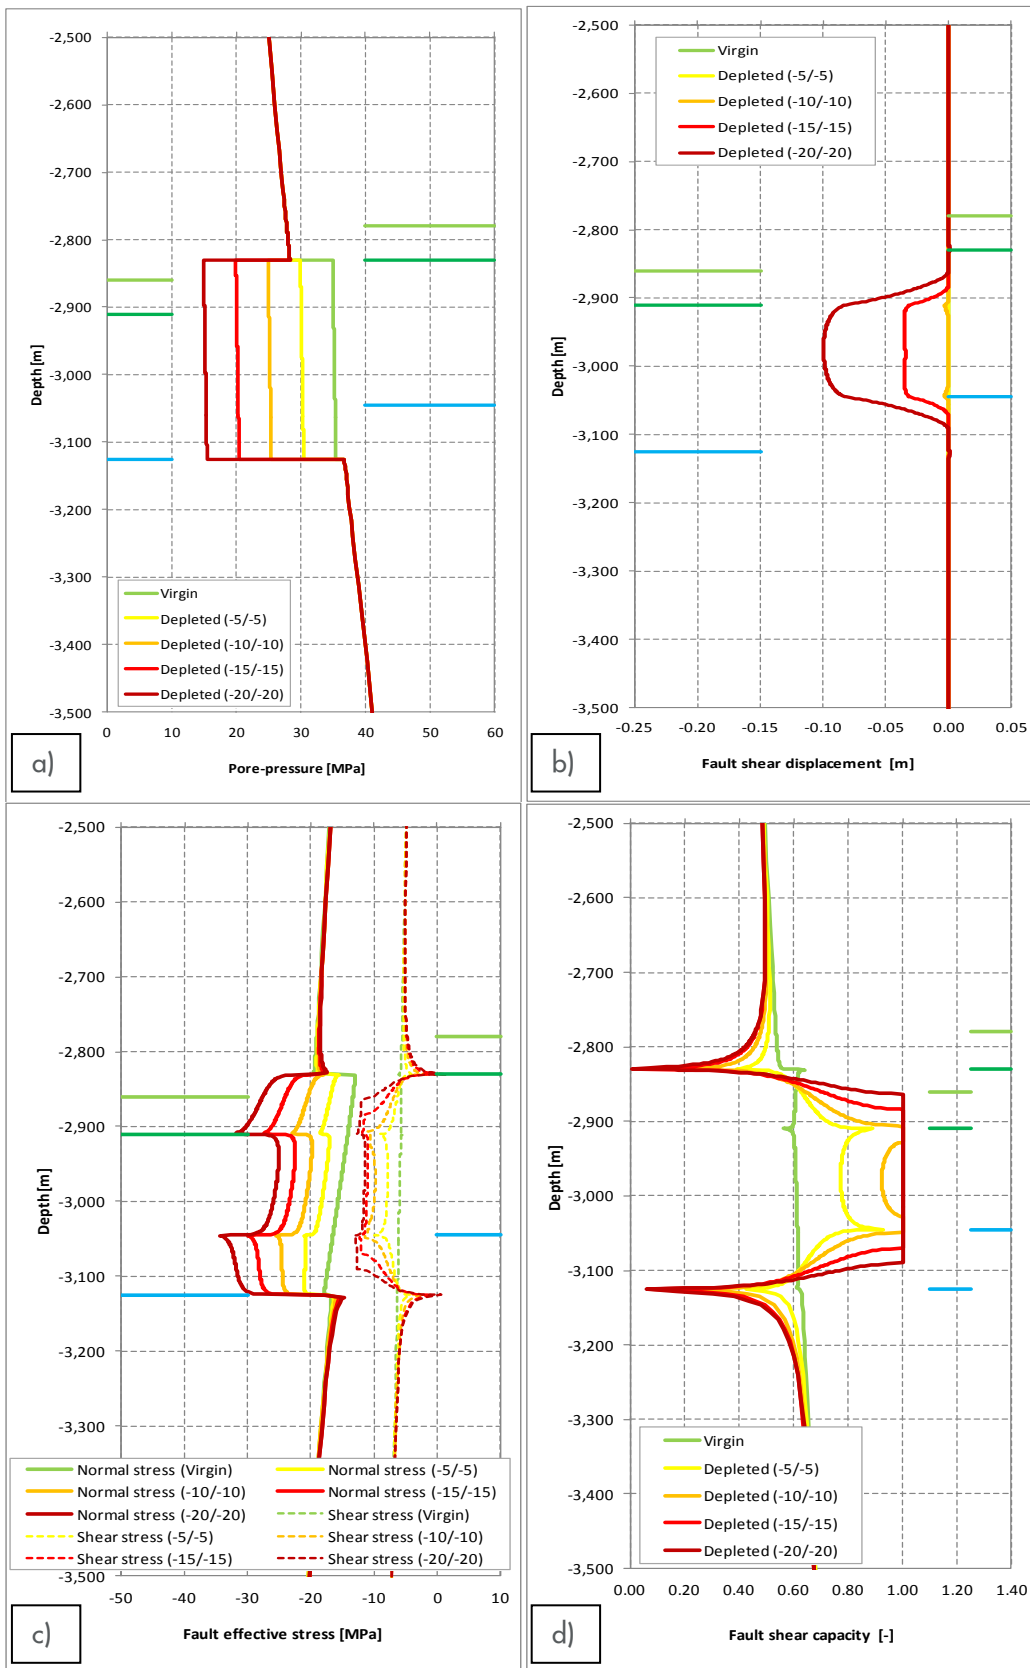 -2,500
-2,600
-2,700
-2,800
-2,900
-3,000
-3,100
-3,200
-3,300
-3,400
-3,500
Depth [m]
Virgin
Depleted (-5/-5)
Depleted (-10/-10)
Depleted (-15/-15)
Depleted (-20/-20)
0 10 20 30 40 50 60
Pore-pressure [MPa]
a)
-2,500
-2,600
-2,700
-2,800
-2,900
-3,000
-3,100
-3,200
-3,300
-3,400
-3,500
Depth [m]
Virgin
Depleted (-5/-5)
Depleted (-10/-10)
Depleted (-15/-15)
Depleted (-20/-20)
-0.25 -0.20 -0.15 -0.10 -0.05 0.00 0.05
Fault shear displacement [m]
b)
-2,500
-2,600
-2,700
-2,800
-2,900
-3,000
-3,100
-3,200
-3,300
-3,400
-3,500
Depth [m]
Normal stress (Virgin) Normal stress (-5/-5)
Normal stress (-10/-10) Normal stress (-15/-15)
Normal stress (-20/-20) Shear stress (Virgin)
Shear stress (-5/-5) Shear stress (-10/-10)
Shear stress (-15/-15) Shear stress (-20/-20)
-50 -40 -30 -20 -10 0 10
Fault effective stress [MPa]
c)
-2,500
-2,600
-2,700
-2,800
-2,900
-3,000
-3,100
-3,200
-3,300
-3,400
-3,500
Depth [m]
Virgin
Depleted (-5/-5)
Depleted (-10/-10)
Depleted (-15/-15)
Depleted (-20/-20)
0.00 0.20 0.40 0.60 0.80 1.00 1.20 1.40
Fault shear capacity [-]
d)